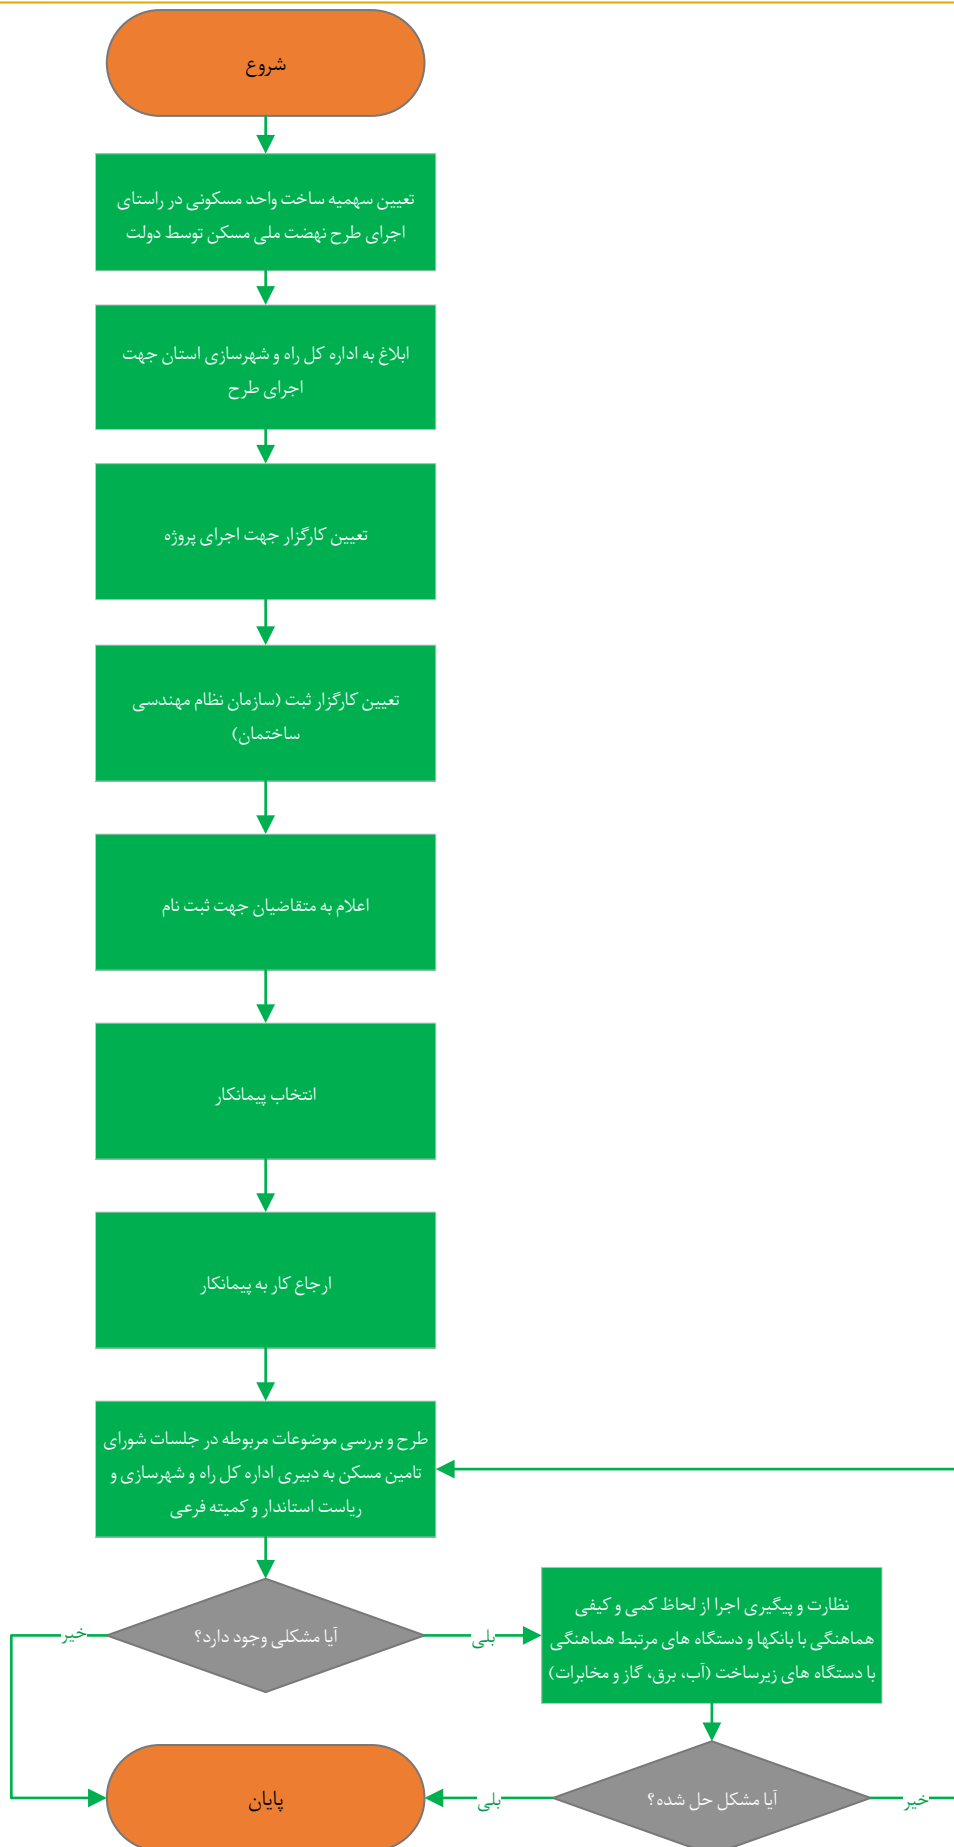 شروع
تعیین سهمیه ساخت واحد مسکونی در راستای
اجرای طرح نهضت ملی مسکن توسط دولت
ابلاغ به اداره کل راه و شهرسازی استان جهت
اجرای طرح
تعیین کارگزار جهت اجرای پروژه
تعیین کارگزار ثبت (سازمان نظام مهندسی
ساختمان)
اعلام به متقاضیان جهت ثبت نام
انتخاب پیمانکار
ارجاع کار به پیمانکار
طرح و بررسی موضوعات مربوطه در جلسات شورای
تامین مسکن به دبیری اداره کل راه و شهرسازی و
ریاست استاندار و کمیته فرعی
آیا مشکلی وجود دارد؟
خیر
بلی
نظارت و پیگیری اجرا از لحاظ کمی و کیفی
هماهنگی با بانکها و دستگاه های مرتبط هماهنگی
با دستگاه های زیرساخت (آب، برق، گاز و مخابرات)
آیا مشکل حل شده؟
خیر
بلی
پایان